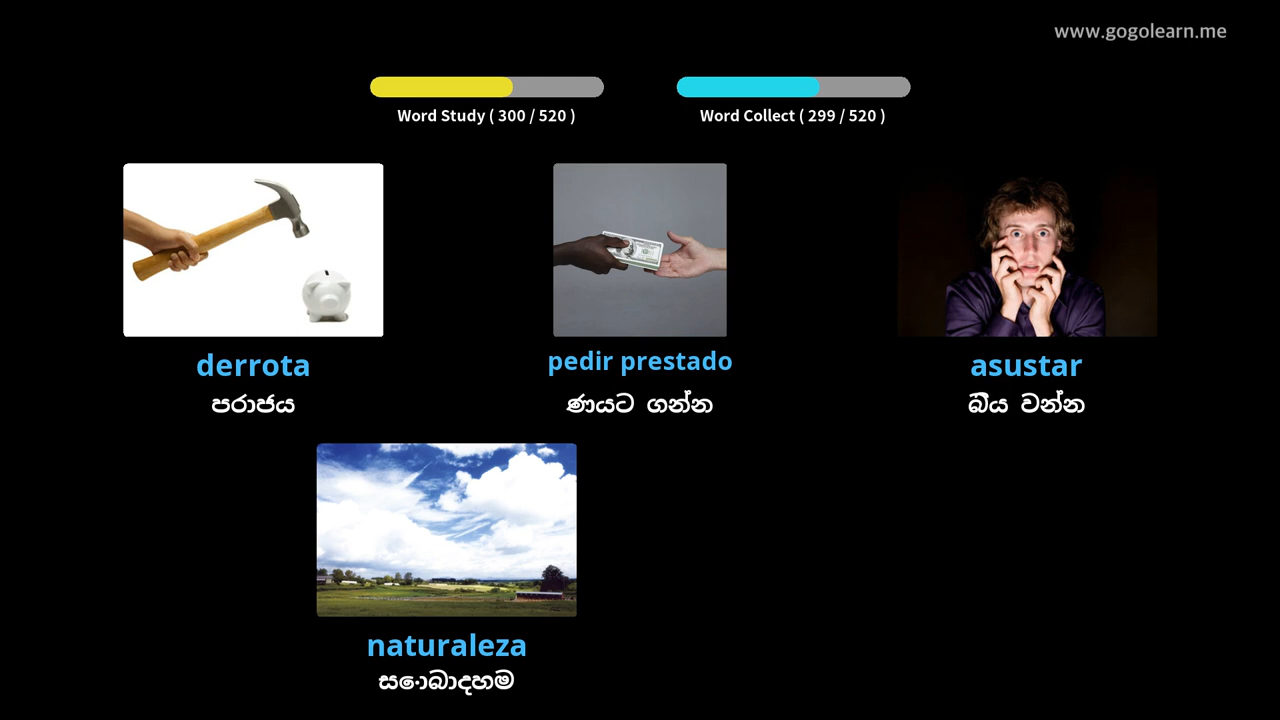 www.gogolearn.me
Word Study ( 300 / 520 )
Word Collect ( 299 / 520 )
derrota
පරාජය
pedir prestado
ණයට ගන්න
asustar
බිය වන්න
naturaleza
සොබාදහම